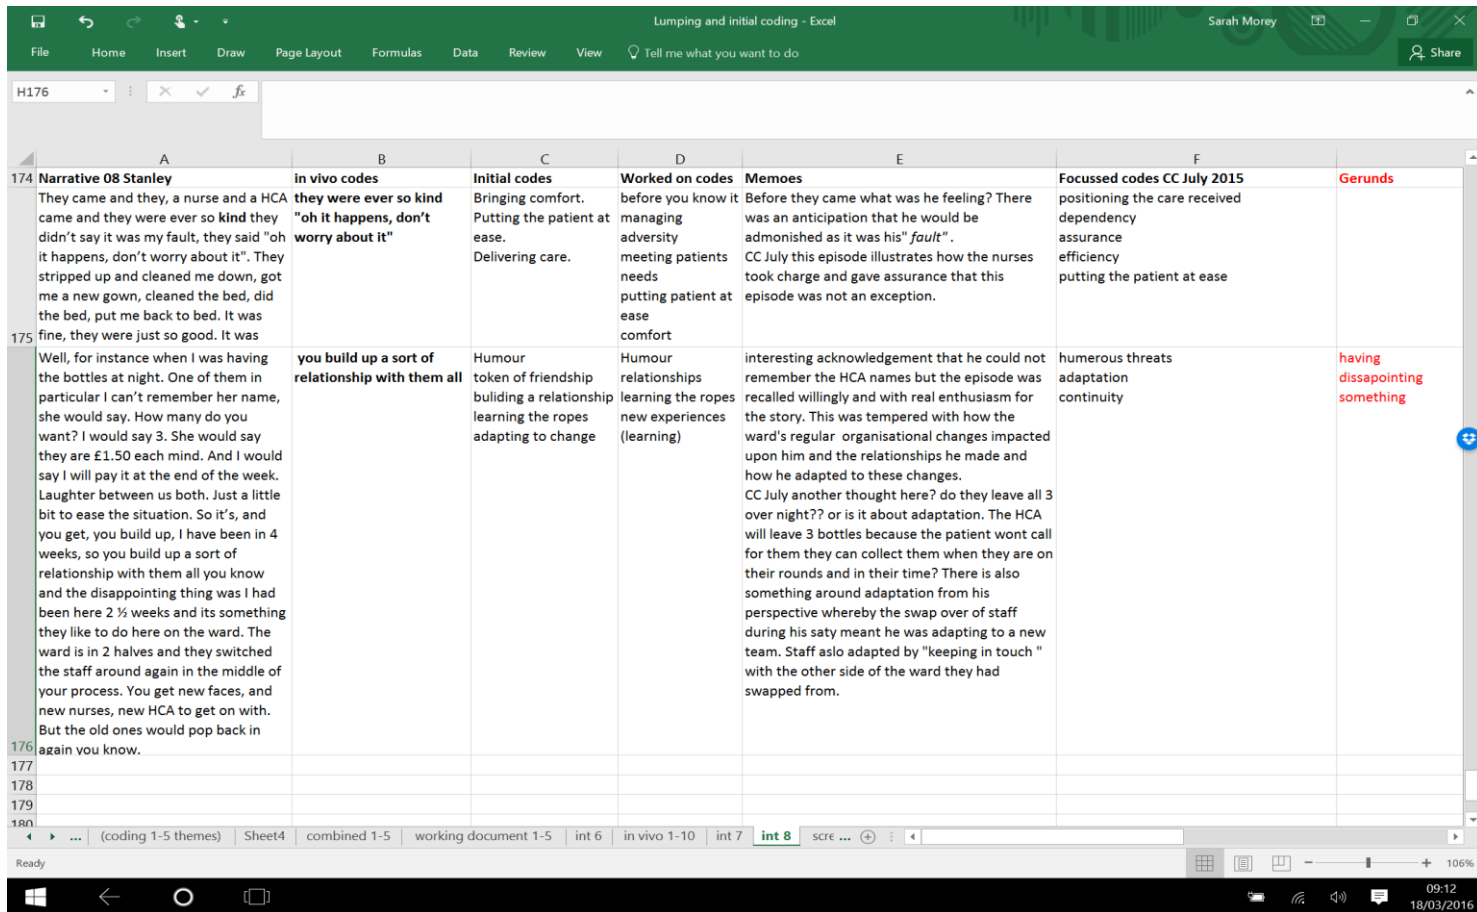 Lumping and initial coding - Excel
Sarah Morey
File Home Insert Draw Page Layout Formulas Data Review View Tell me what you want to do
Share
H176
fx
A B C D E F
174 Narrative 08 Stanley in vivo codes Initial codes Worked on codes Memoes Focussed codes CC July 2015 Gerunds
They came and they, a nurse and a HCA
came and they were ever so kind they
didn't say it was my fault, they said "oh
it happens, don't worry about it". They
stripped up and cleaned me down, got
me a new gown, cleaned the bed, did
the bed, put me back to bed. It was
175 fine, they were just so good. It was
they were ever so kind
"oh it happens, don't
worry about it"
Bringing comfort.
Putting the patient at
ease.
Delivering care.
before you know it
managing
adversity
meeting patients
needs
putting patient at
ease
comfort
Before they came what was he feeling? There
was an anticipation that he would be
admonished as it was his" fault" .
CC July this episode illustrates how the nurses
took charge and gave assurance that this
episode was not an exception.
positioning the care received
dependency
assurance
efficiency
putting the patient at ease
Well, for instance when I was having
the bottles at night. One of them in
particular I can't remember her name,
she would say. How many do you
want? I would say 3. She would say
they are £1.50 each mind. And I would
say I will pay it at the end of the week.
Laughter between us both. Just a little
bit to ease the situation. So it's, and
you get, you build up, I have been in 4
weeks, so you build up a sort of
relationship with them all you know
and the disappointing thing was I had
been here 2 ½ weeks and its something
they like to do here on the ward. The
ward is in 2 halves and they switched
the staff around again in the middle of
your process. You get new faces, and
new nurses, new HCA to get on with.
But the old ones would pop back in
176 again you know.
you build up a sort of
relationship with them all
Humour
token of friendship
buliding a relationship
learning the ropes
adapting to change
Humour
relationships
learning the ropes
new experiences
(learning)
interesting acknowledgement that he could not
remember the HCA names but the episode was
recalled willingly and with real enthusiasm for
the story. This was tempered with how the
ward's regular organisational changes impacted
upon him and the relationships he made and
how he adapted to these changes.
CC July another thought here? do they leave all 3
over night?? or is it about adaptation. The HCA
will leave 3 bottles because the patient wont call
for them they can collect them when they are on
their rounds and in their time? There is also
something around adaptation from his
perspective whereby the swap over of staff
during his saty meant he was adapting to a new
team. Staff aslo adapted by "keeping in touch "
with the other side of the ward they had
swapped from.
humerous threats
adaptation
continuity
having
dissapointing
something
177
178
179
180
... (coding 1-5 themes) Sheet4 combined 1-5 working document 1-5 int 6 in vivo 1-10 int 7 int 8 scre ...
Ready
106%
09:12
18/03/2016